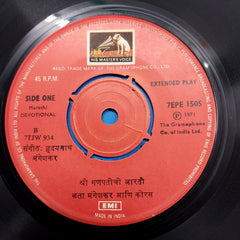 HIS MASTER'S VOICE
REGD. TRADE MARK OF THE GRAMOPHONE CO. LTD.
45 RPM.
EXTENDED PLAY
SIDE ONE
Marathi
DEVOTIONAL
7EPE 1505
B
7TJW 934
℗ 1971
The Gramophone
Co. of India Ltd.
संगीत: हृदयनाथ
मंगेशकर
श्री गणपतीची आरती
लता मंगेशकर आणि कोरस
EMI
MADE IN INDIA